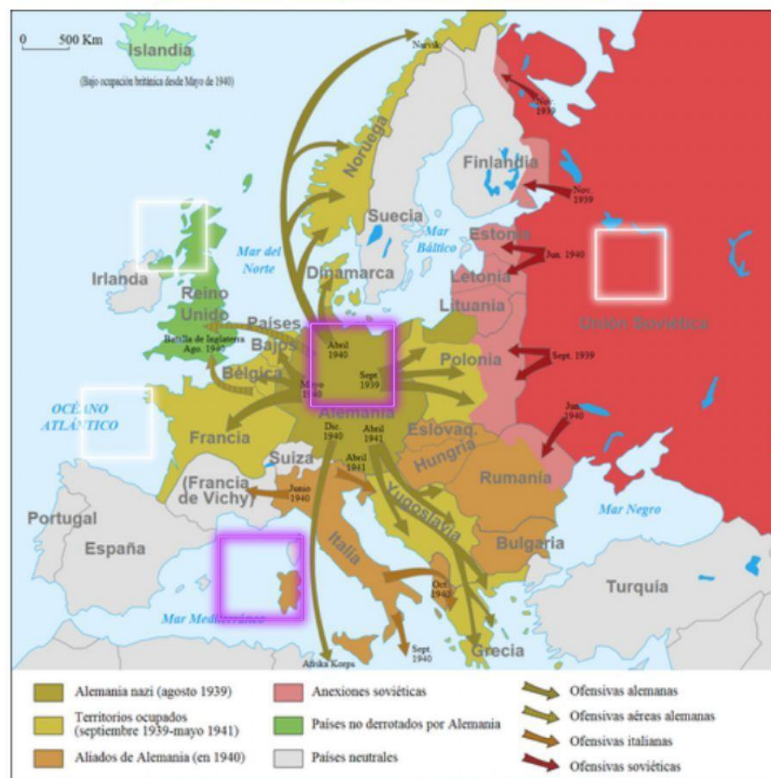 0 500 Km
Islandia
(Bajo ocupación británica desde Mayo de 1940)
Narvik
Nov.
1939
Noruega
Finlandia
Nov.
1939
Suecia
Mar
Báltico
Estonia
Jun. 1940
Letonia
Lituania
Mar del
Norte
Dinamarca
Irlanda
Reino
Unido
Batalla de Inglaterra
Ago. 1940
Países
Bajos
Abril
1940
Sept.
1939
Polonia
Sept. 1939
Unión Soviética
Bélgica
Mayo
1940
Alemania
OCÉANO
ATLÁNTICO
Francia
Dic.
1940
Abril
1941
Eslovaq.
Hungría
Jun.
1940
Suiza
Abril
1941
Rumanía
(Francia
de Vichy)
Junio
1940
Yugoslavia
Mar Negro
Portugal
España
Italia
Bulgaria
Turquía
Oct.
1940
Mar Mediterráneo
Sept.
1940
Grecia
Afrika Korps
Alemania nazi (agosto 1939)
Territorios ocupados
(septiembre 1939-mayo 1941)
Aliados de Alemania (en 1940)
Anexiones soviéticas
Países no derrotados por Alemania
Países neutrales
Ofensivas alemanas
Ofensivas aéreas alemanas
Ofensivas italianas
Ofensivas soviéticas